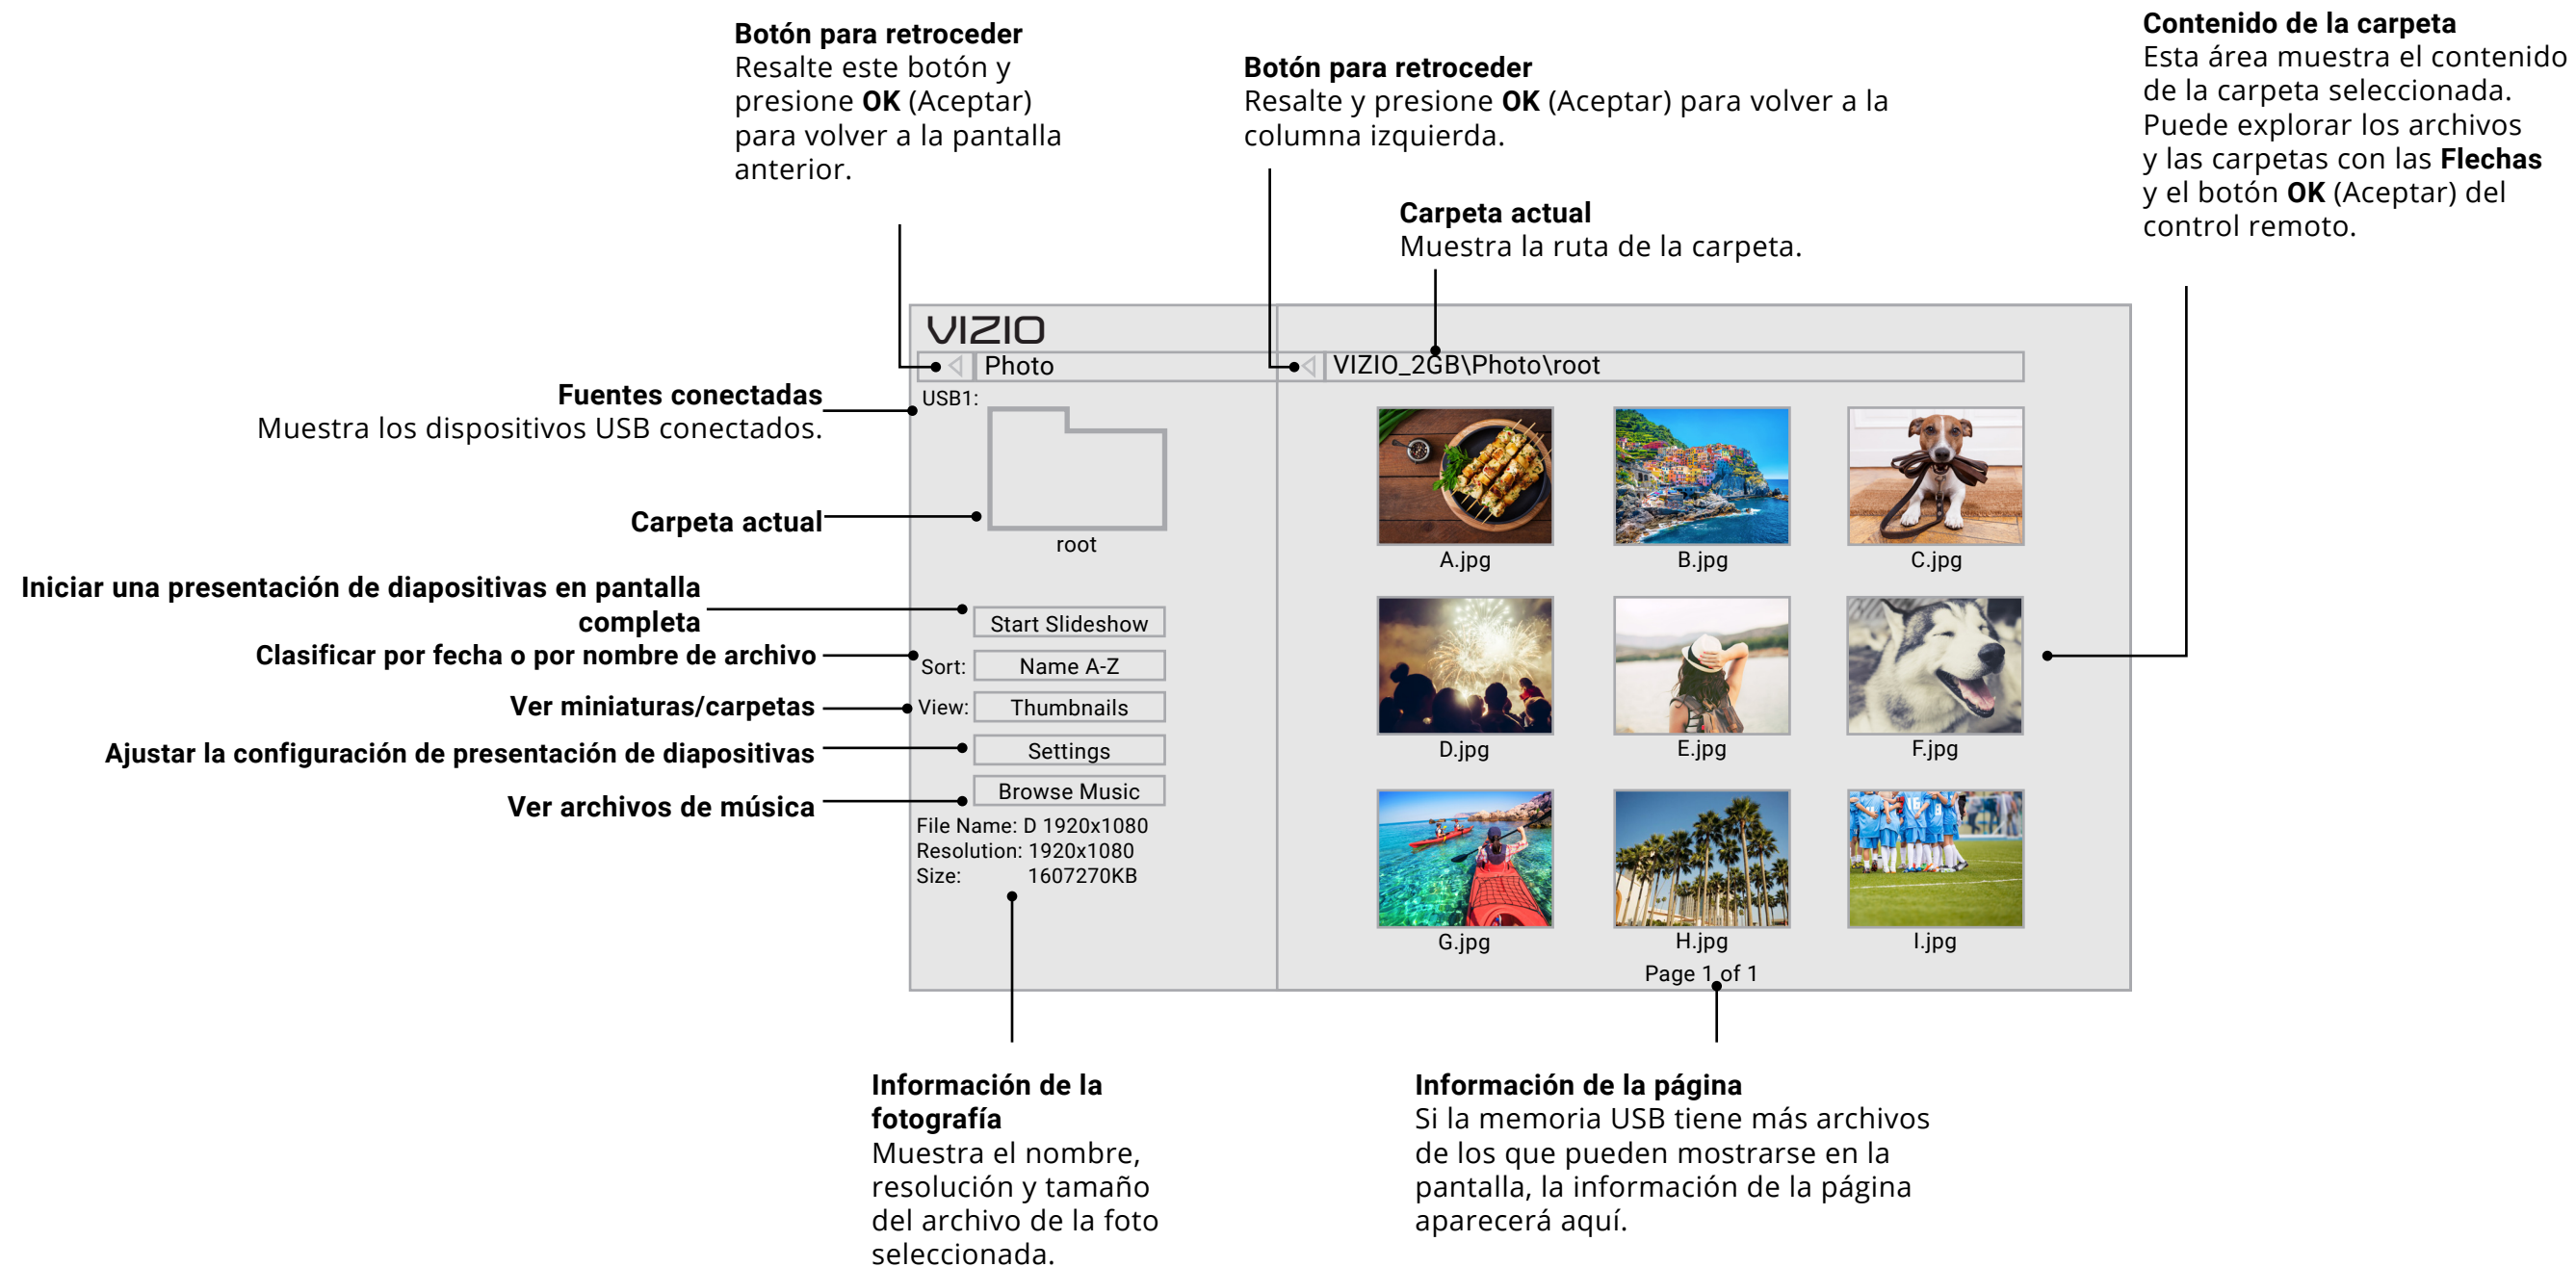 Botón para retroceder
Resalte este botón y
presione OK (Aceptar)
para volver a la pantalla
anterior.
Botón para retroceder
Resalte y presione OK (Aceptar) para volver a la
columna izquierda.
Carpeta actual
Muestra la ruta de la carpeta.
Contenido de la carpeta
Esta área muestra el contenido
de la carpeta seleccionada.
Puede explorar los archivos
y las carpetas con las Flechas
y el botón OK (Aceptar) del
control remoto.
Fuentes conectadas
Muestra los dispositivos USB conectados.
Carpeta actual
Iniciar una presentación de diapositivas en pantalla
completa
Clasificar por fecha o por nombre de archivo
Ver miniaturas/carpetas
Ajustar la configuración de presentación de diapositivas
Ver archivos de música
VIZIO
Photo
USB1:
root
Start Slideshow
Sort: Name A-Z
View: Thumbnails
Settings
Browse Music
File Name: D 1920x1080
Resolution: 1920x1080
Size: 1607270KB
VIZIO_2GB\Photo\root
A.jpg
B.jpg
C.jpg
D.jpg
E.jpg
F.jpg
G.jpg
H.jpg
I.jpg
Page 1 of 1
Información de la
fotografía
Muestra el nombre,
resolución y tamaño
del archivo de la foto
seleccionada.
Información de la página
Si la memoria USB tiene más archivos
de los que pueden mostrarse en la
pantalla, la información de la página
aparecerá aquí.